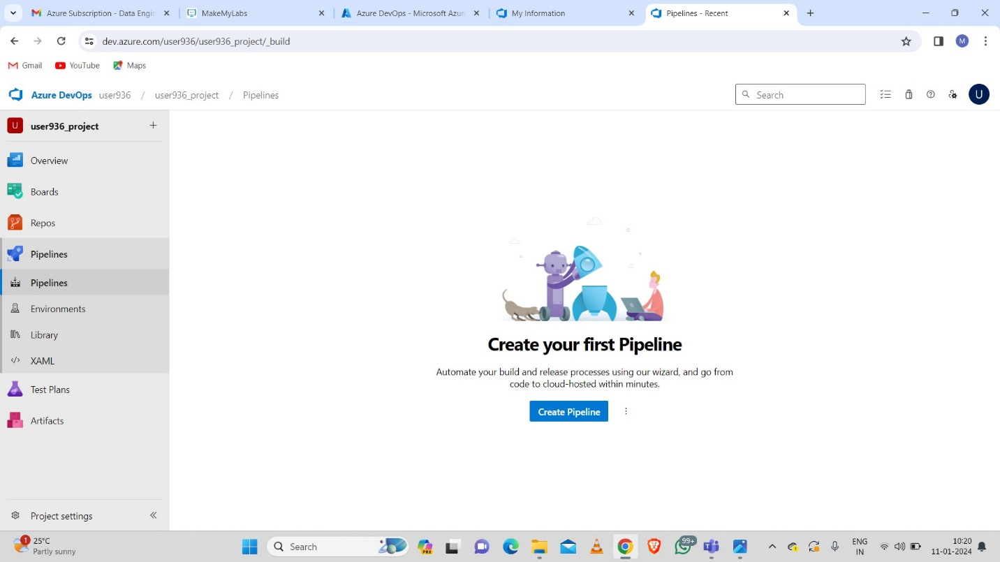 Azure Subscription - Data Engin
MakeMyLabs
Azure DevOps - Microsoft Azure
My Information
Pipelines - Recent
dev.azure.com/user936/user936_project/_build
M
Gmail
YouTube
Maps
Azure DevOps user936 / user936_project / Pipelines
Search
U
U user936_project
Overview
Boards
Repos
Pipelines
Pipelines
Environments
Library
XAML
Test Plans
Artifacts
Create your first Pipeline
Automate your build and release processes using our wizard, and go from
code to cloud-hosted within minutes.
Create Pipeline
Project settings
1
25°C
Partly sunny
Search
PRE
99+
ENG
IN
10:20
11-01-2024